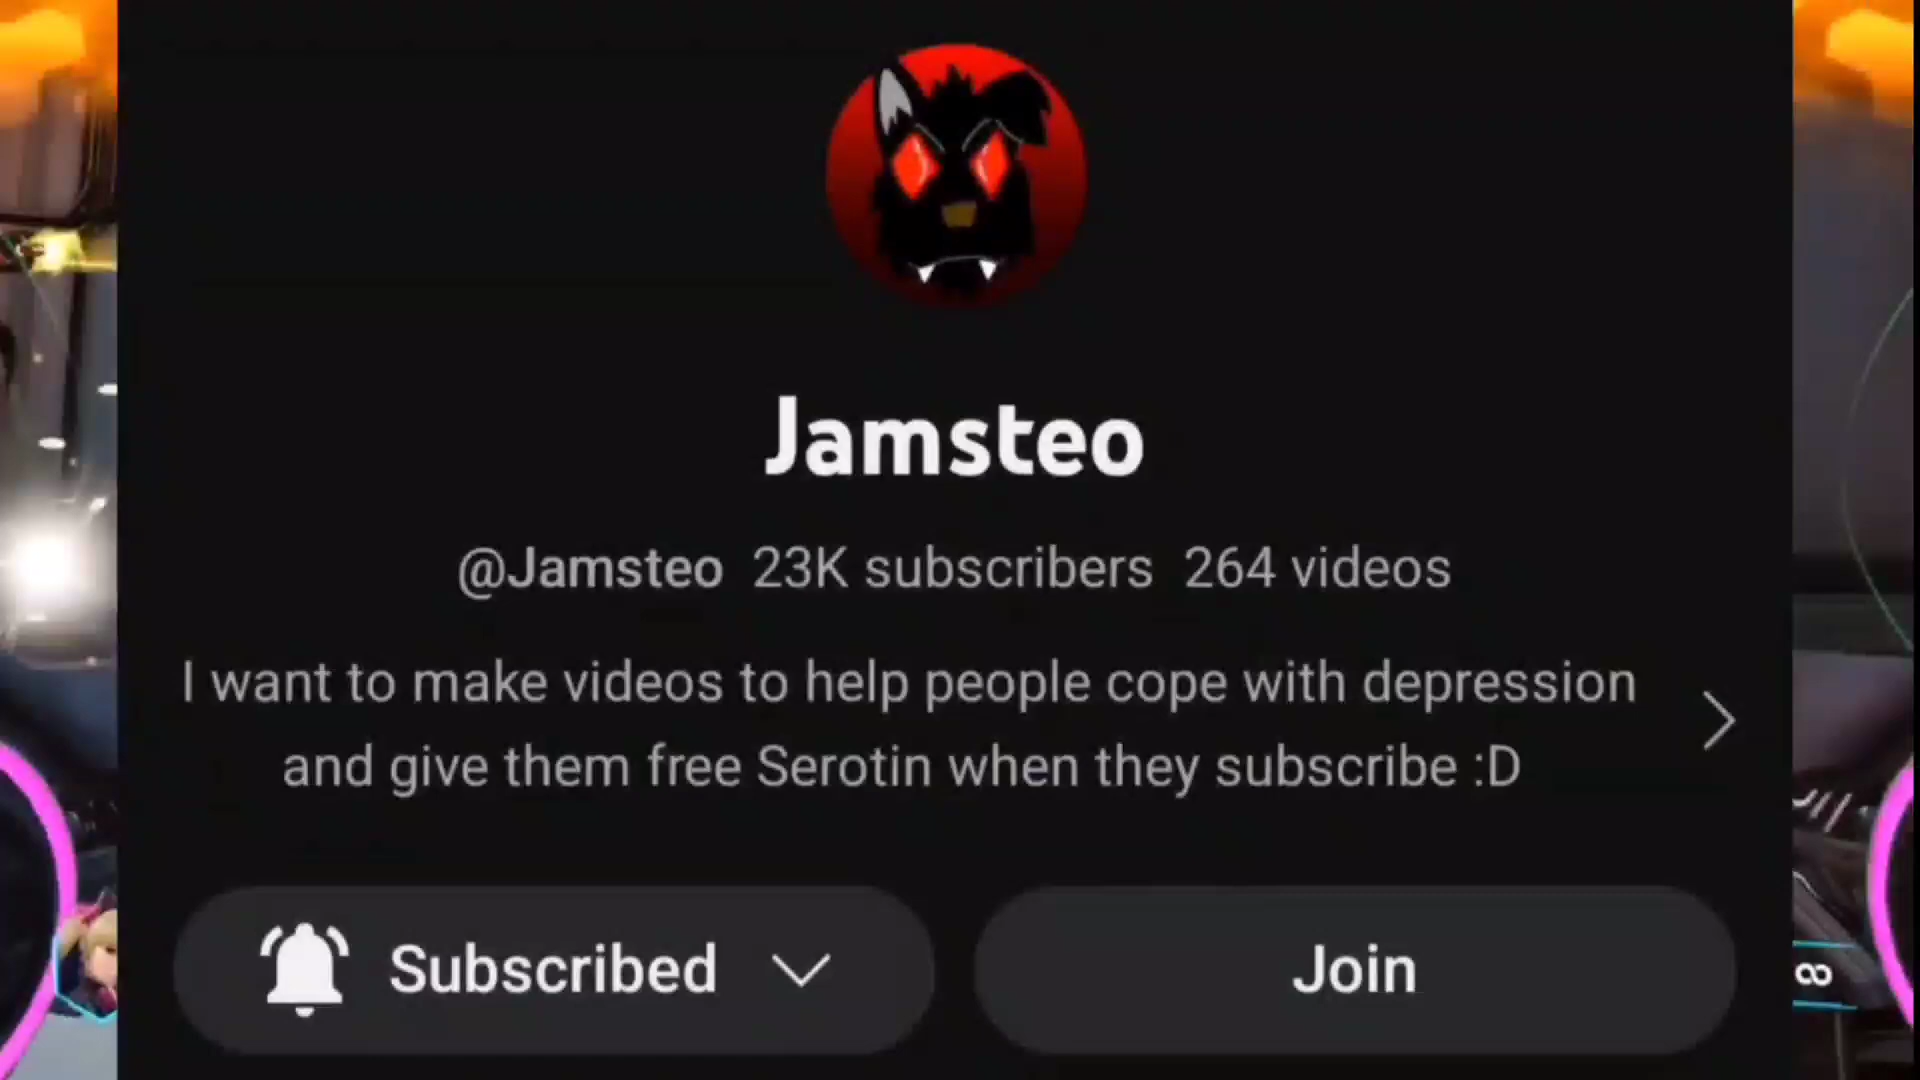 Jamsteo
@Jamsteo 23K subscribers 264 videos
I want to make videos to help people cope with depression
and give them free Serotin when they subscribe :D
Subscribed
Join